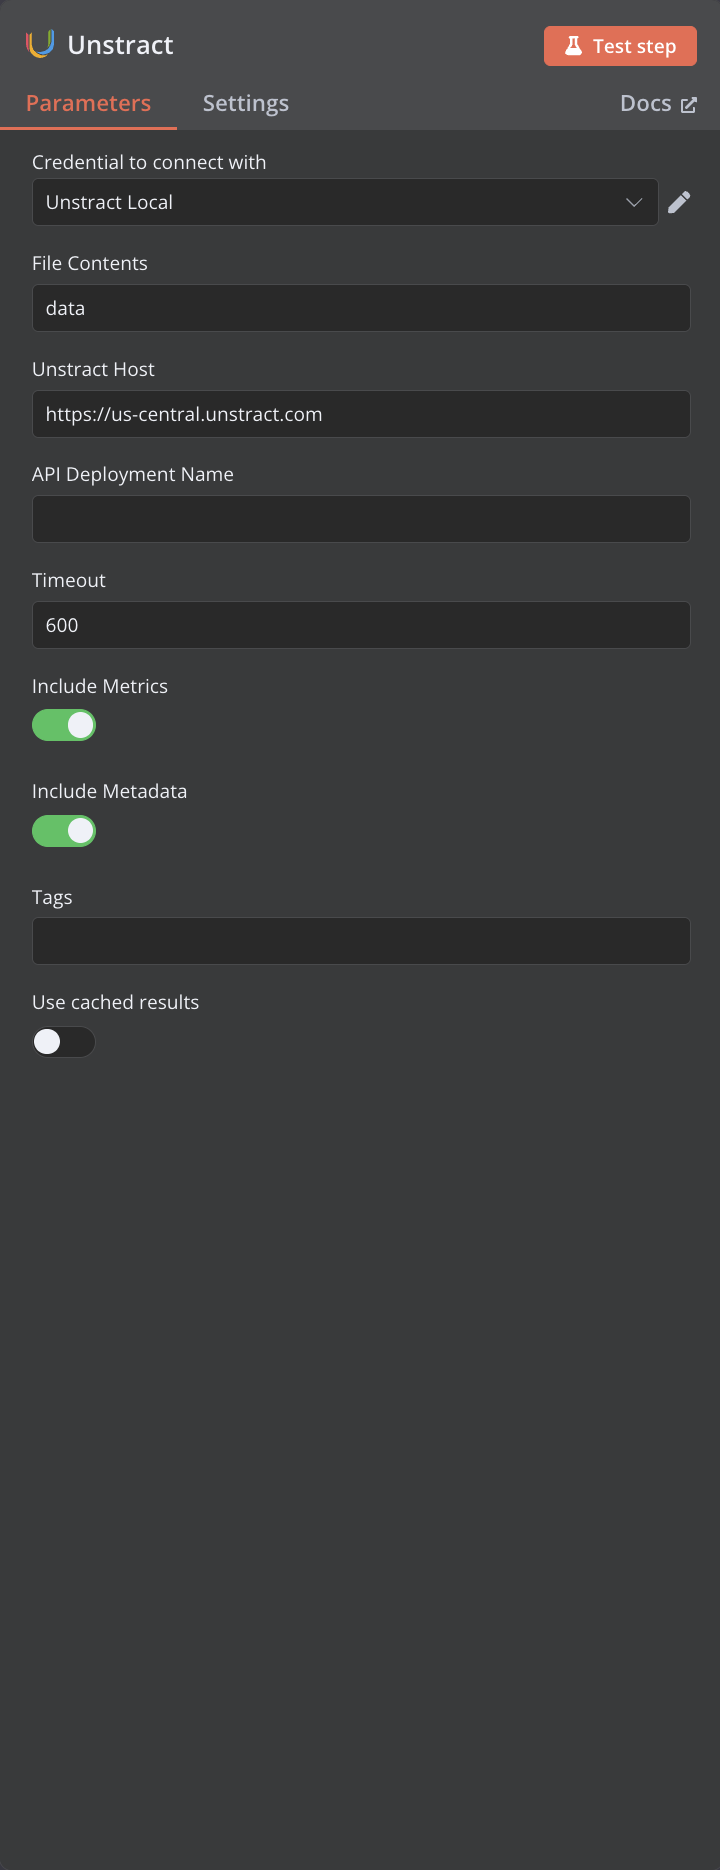 Unstract
Test step
Parameters
Settings
Docs
Credential to connect with
Unstract Local
File Contents
data
Unstract Host
https://us-central.unstract.com
API Deployment Name
Timeout
600
Include Metrics
Include Metadata
Tags
Use cached results